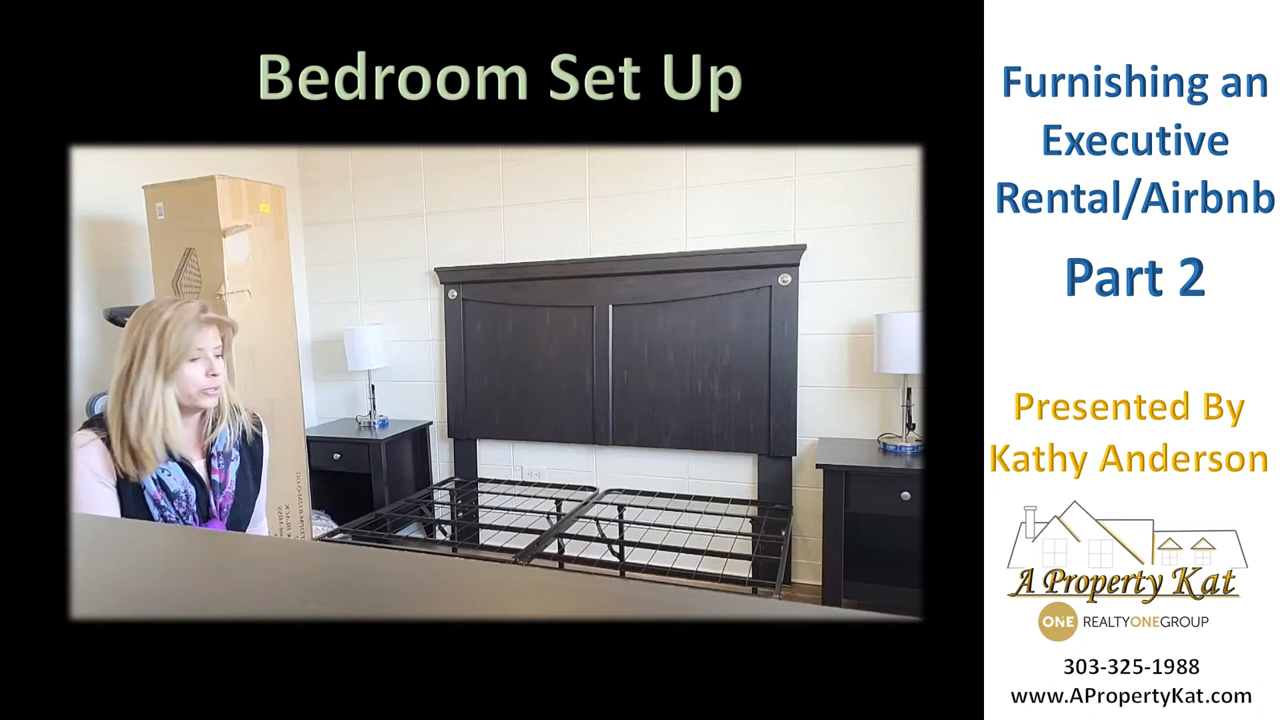 Bedroom Set Up
Furnishing an
Executive
Rental/Airbnb
Part 2
Presented By
Kathy Anderson
A Property Kat
ONE REALTYONEGROUP
303-325-1988
www.APropertyKat.com